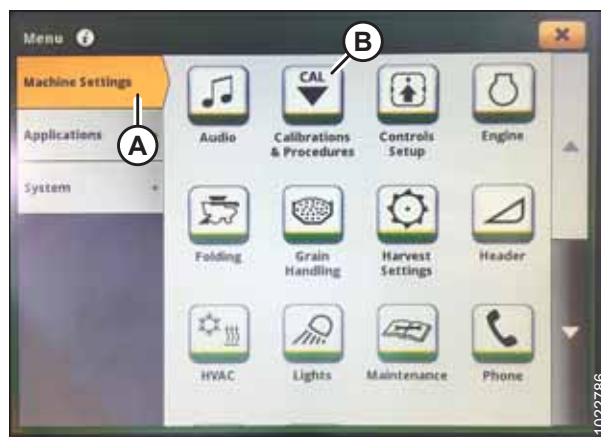 Menu i
B
×
Machine Settings
A
Applications
System
CAL
Audio
Calibrations
& Procedures
Controls
Setup
Engine
Folding
Grain
Handling
Harvest
Settings
Header
HVAC
Lights
Maintenance
Phone
1022786